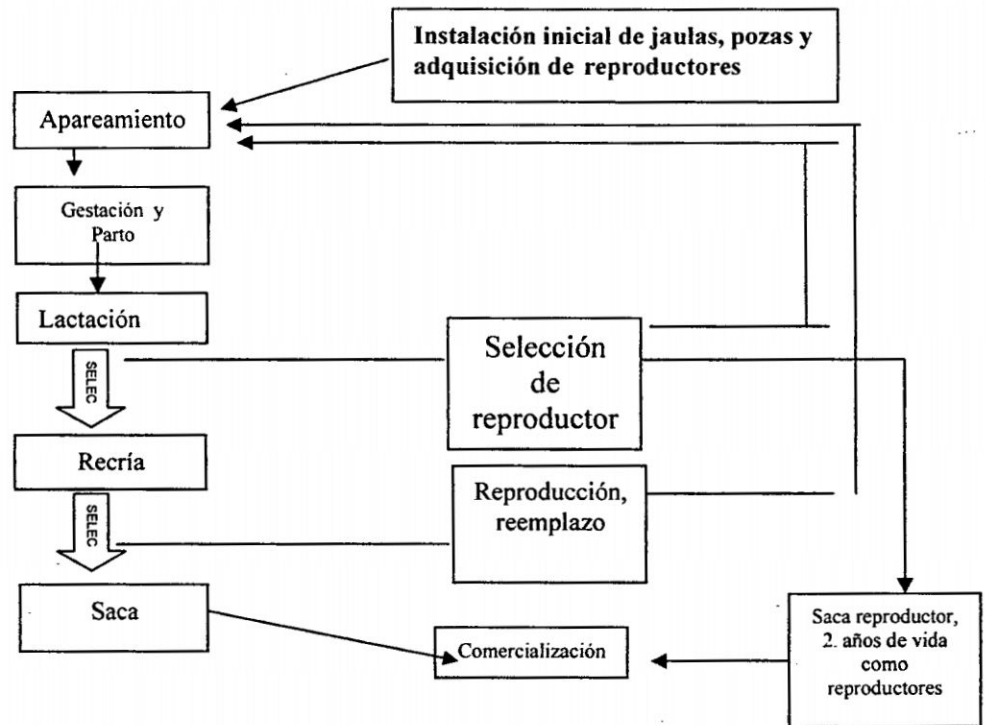 Instalación inicial de jaulas, pozas y
adquisición de reproductores
Apareamiento
Gestación y
Parto
Lactación
SELEC
Selección
de
reproductor
Recría
Reproducción,
reemplazo
SELEC
Saca
Comercialización
Saca reproductor,
2. años de vida
como
reproductores